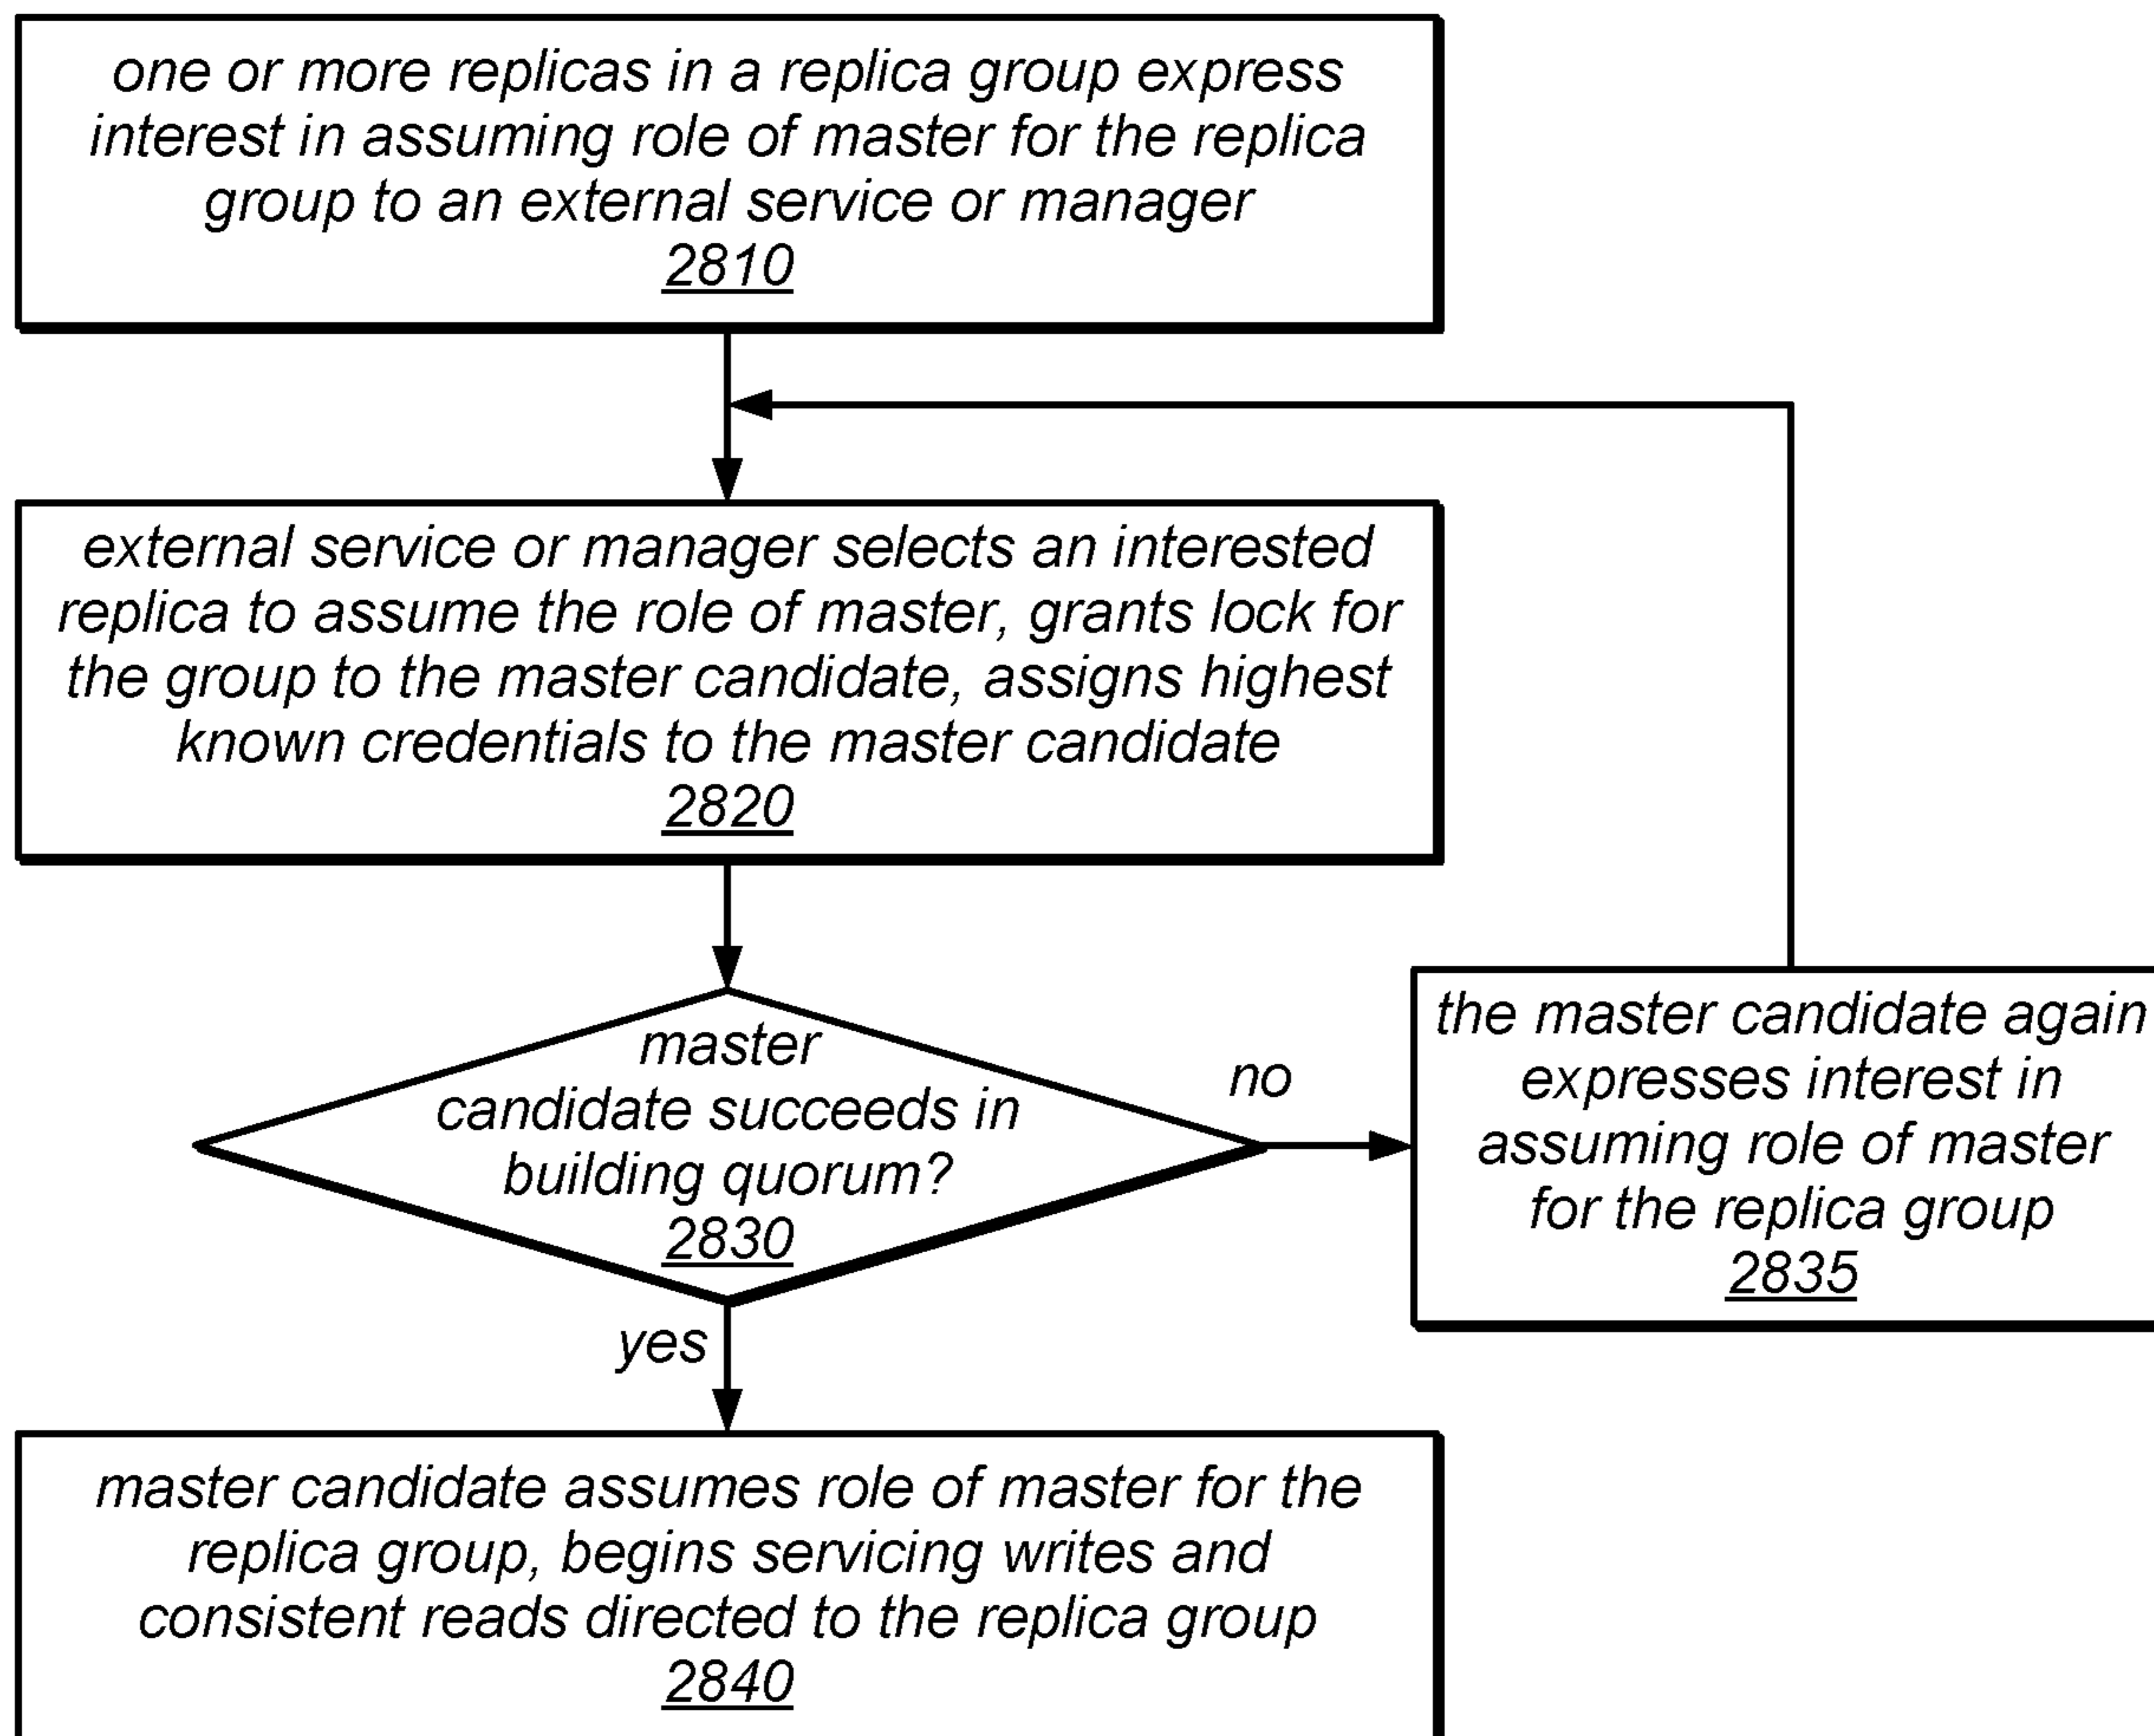 one or more replicas in a replica group express
interest in assuming role of master for the replica
group to an external service or manager
2810
external service or manager selects an interested
replica to assume the role of master, grants lock for
the group to the master candidate, assigns highest
known credentials to the master candidate
2820
master
candidate succeeds in
building quorum?
2830
no
the master candidate again
expresses interest in
assuming role of master
for the replica group
2835
yes
master candidate assumes role of master for the
replica group, begins servicing writes and
consistent reads directed to the replica group
2840